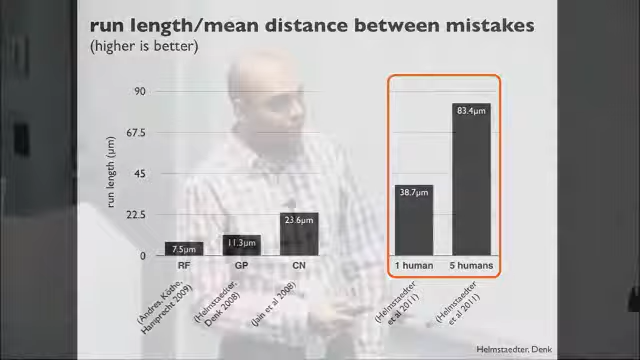 run length/mean distance between mistakes
(higher is better)
90
67.5
45
22.5
0
run length (µm)
7.5µm
11.3µm
23.6µm
38.7µm
83.4µm
RF
GP
CN
1 human
5 humans
(Andres, Köthe,
Hamprecht 2009)
(Helmstaedter,
Denk 2008)
(Jain et al 2008)
(Helmstaedter
et al 2011)
(Helmstaedter
et al 2011)
Helmstaedter, Denk